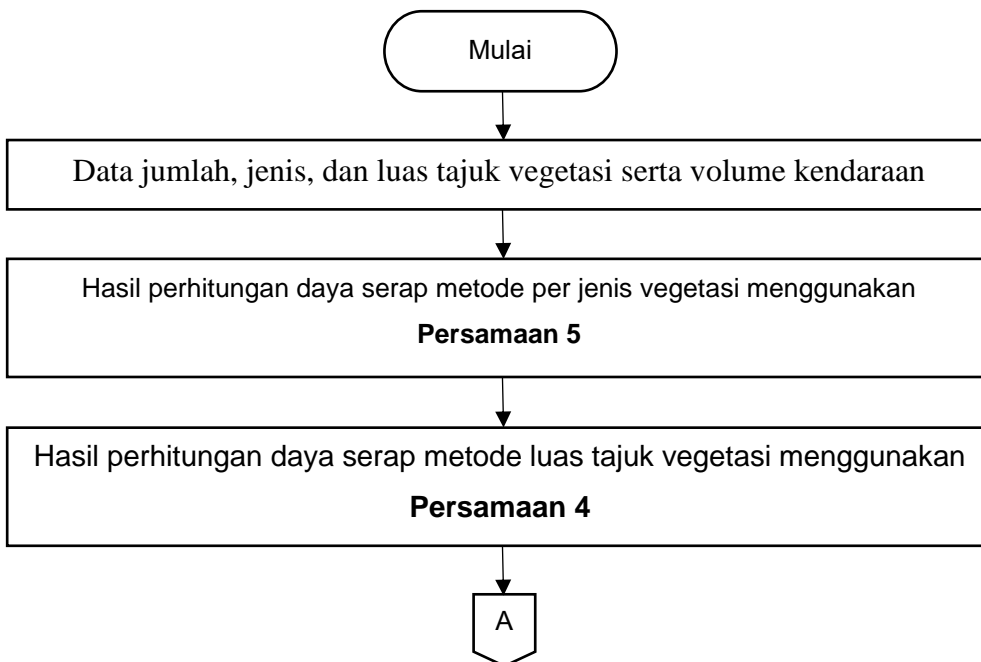 Mulai
Data jumlah, jenis, dan luas tajuk vegetasi serta volume kendaraan
Hasil perhitungan daya serap metode per jenis vegetasi menggunakan
Persamaan 5
Hasil perhitungan daya serap metode luas tajuk vegetasi menggunakan
Persamaan 4
A